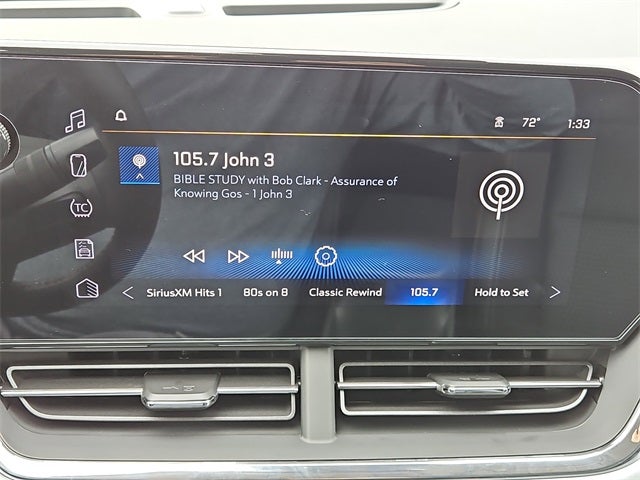 72° 1:33
105.7 John 3
BIBLE STUDY with Bob Clark - Assurance of
Knowing Gos - 1 John 3
TC
SiriusXM Hits 1 80s on 8 Classic Rewind 105.7 Hold to Set